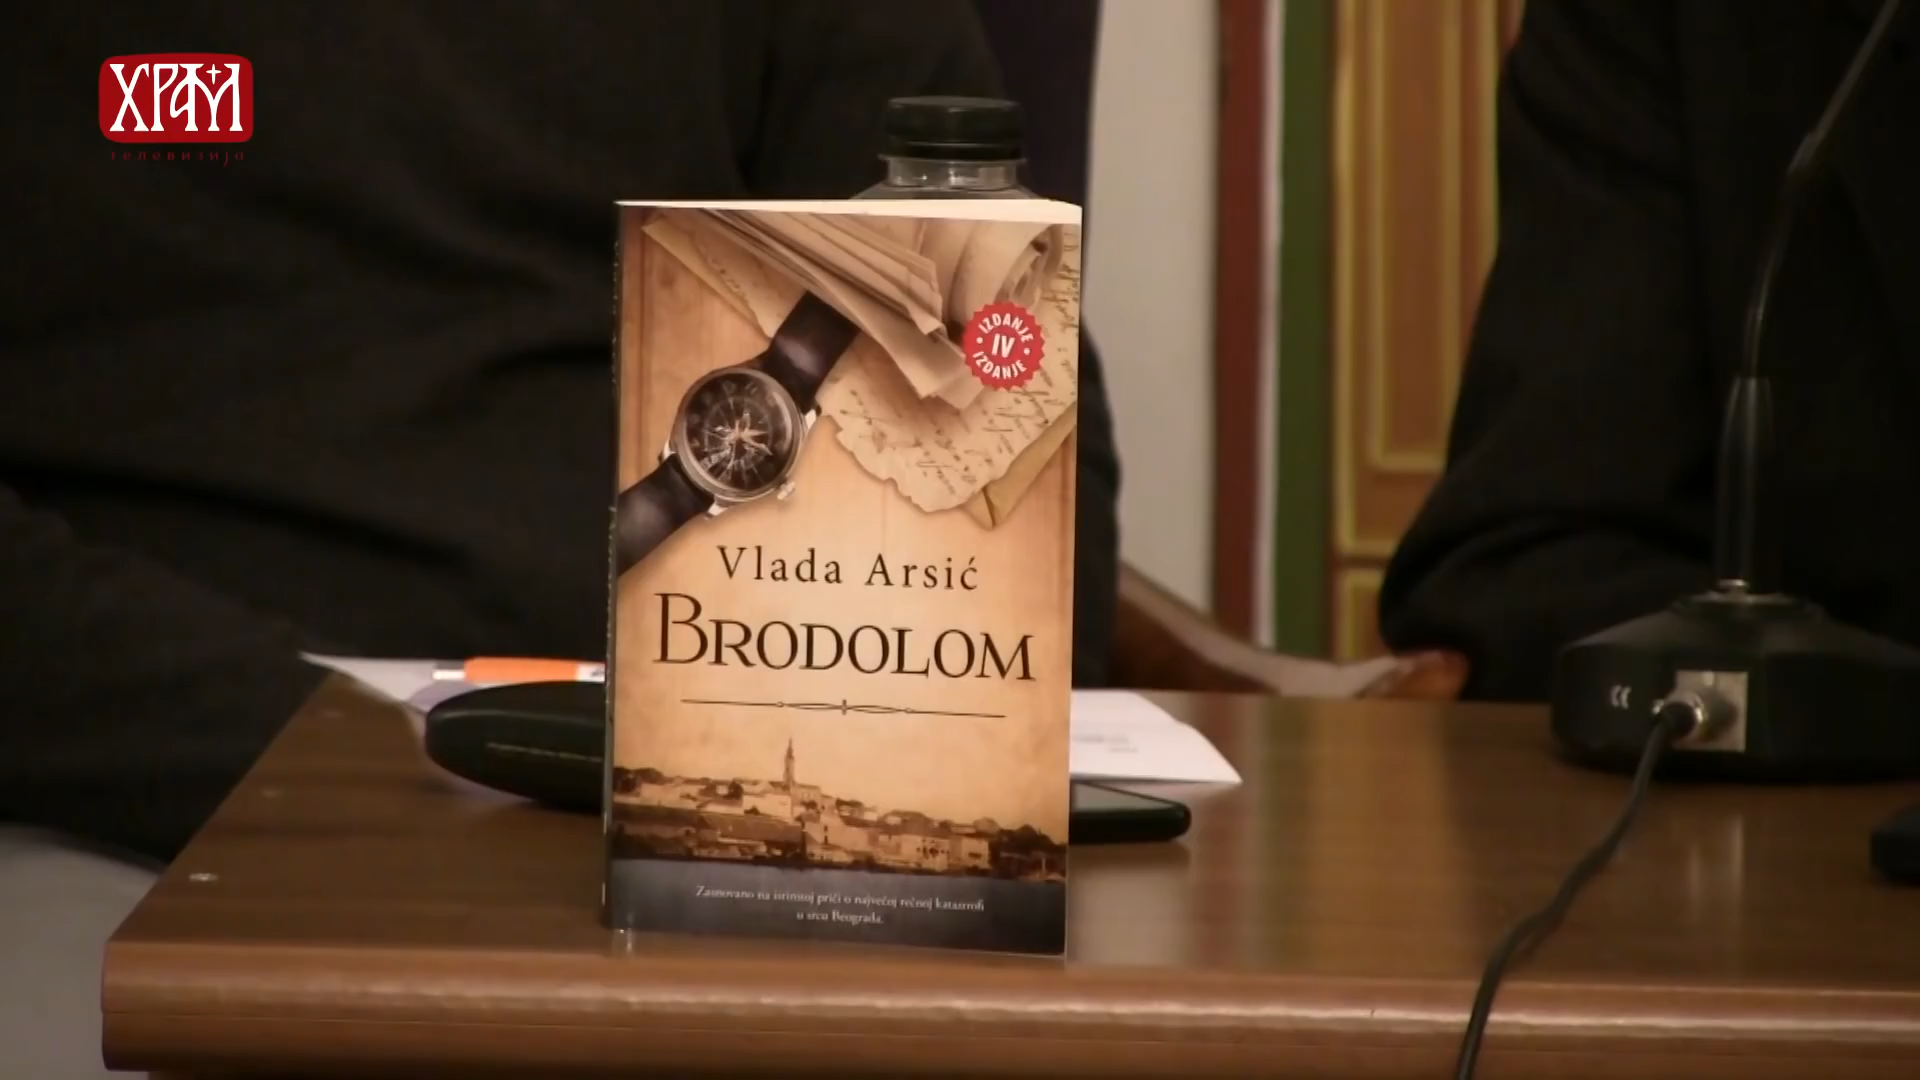 ХРАМ
телевизија
IZDANJE
IV
IZDANJE
Vlada Arsić
BRODOLOM
Zasnovano na istinitoj priči o najvećoj rečnoj katastrofi
u srcu Beograda.